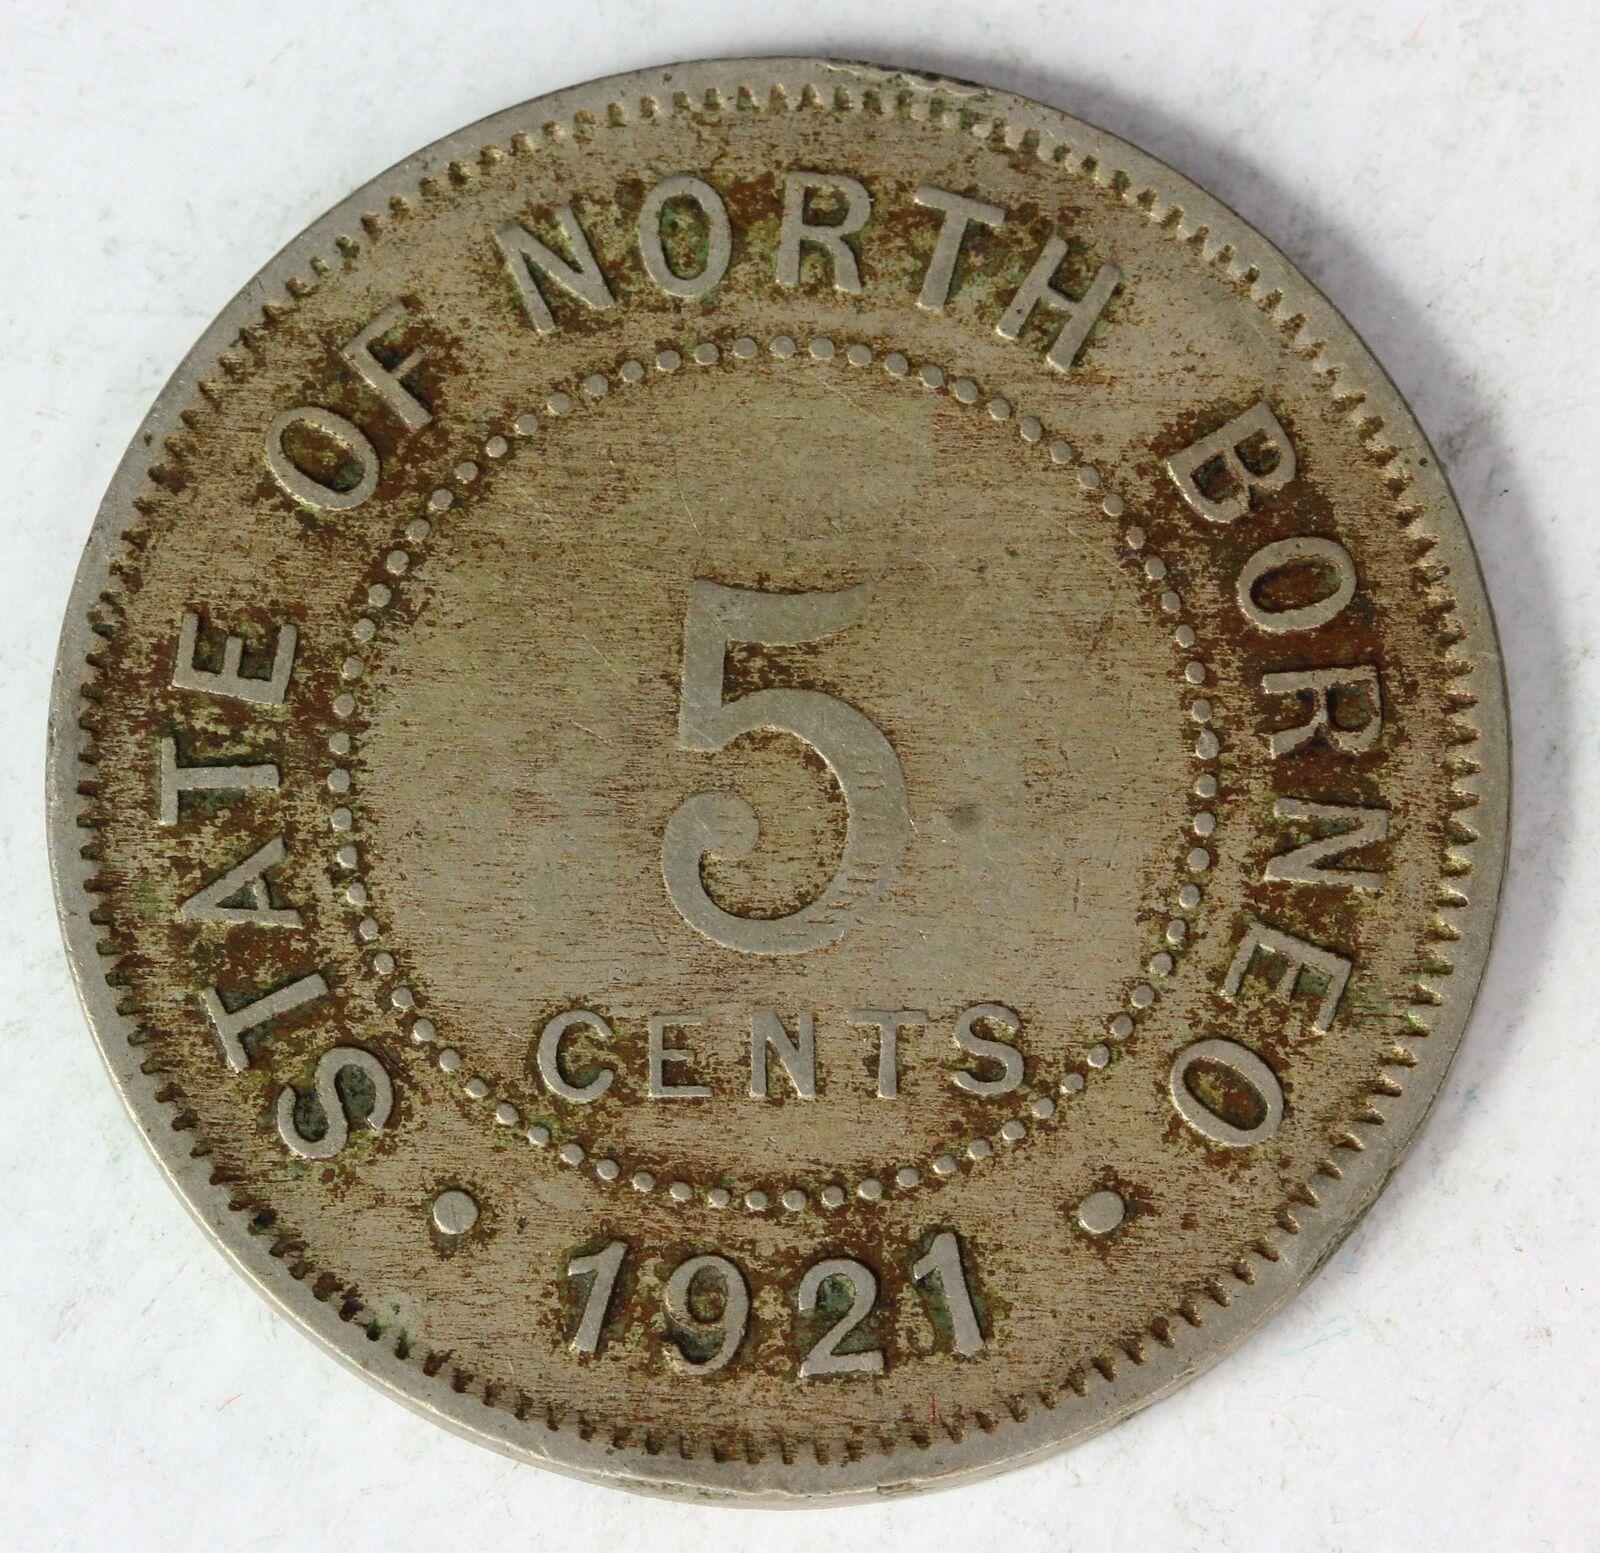 STATE OF NORTH BORNEO
5
CENTS
• 1921 •